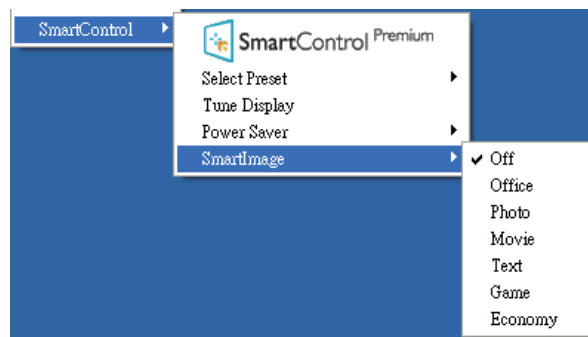 SmartControl
SmartControl Premium
Select Preset
Tune Display
Power Saver
SmartImage
Off
Office
Photo
Movie
Text
Game
Economy